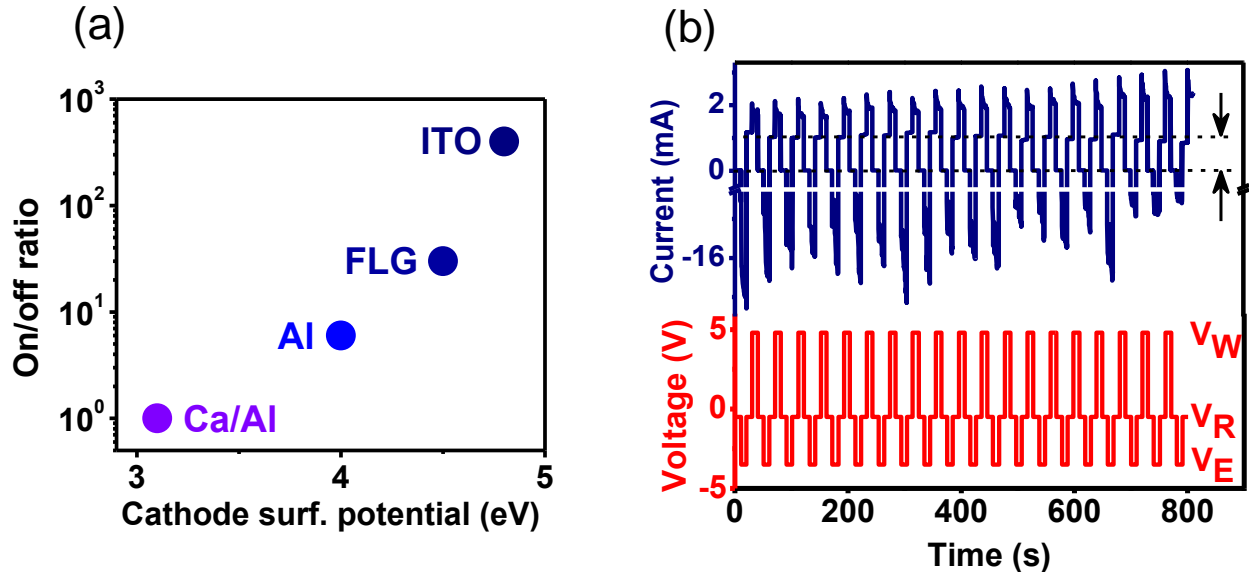 (a)
On/off ratio
10³
10²
10¹
10⁰
ITO
FLG
Al
Ca/Al
3
4
5
Cathode surf. potential (eV)
(b)
Current (mA)
2
0
-16
Voltage (V)
5
0
-5
V_W
V_R
V_E
0
200
400
600
800
Time (s)